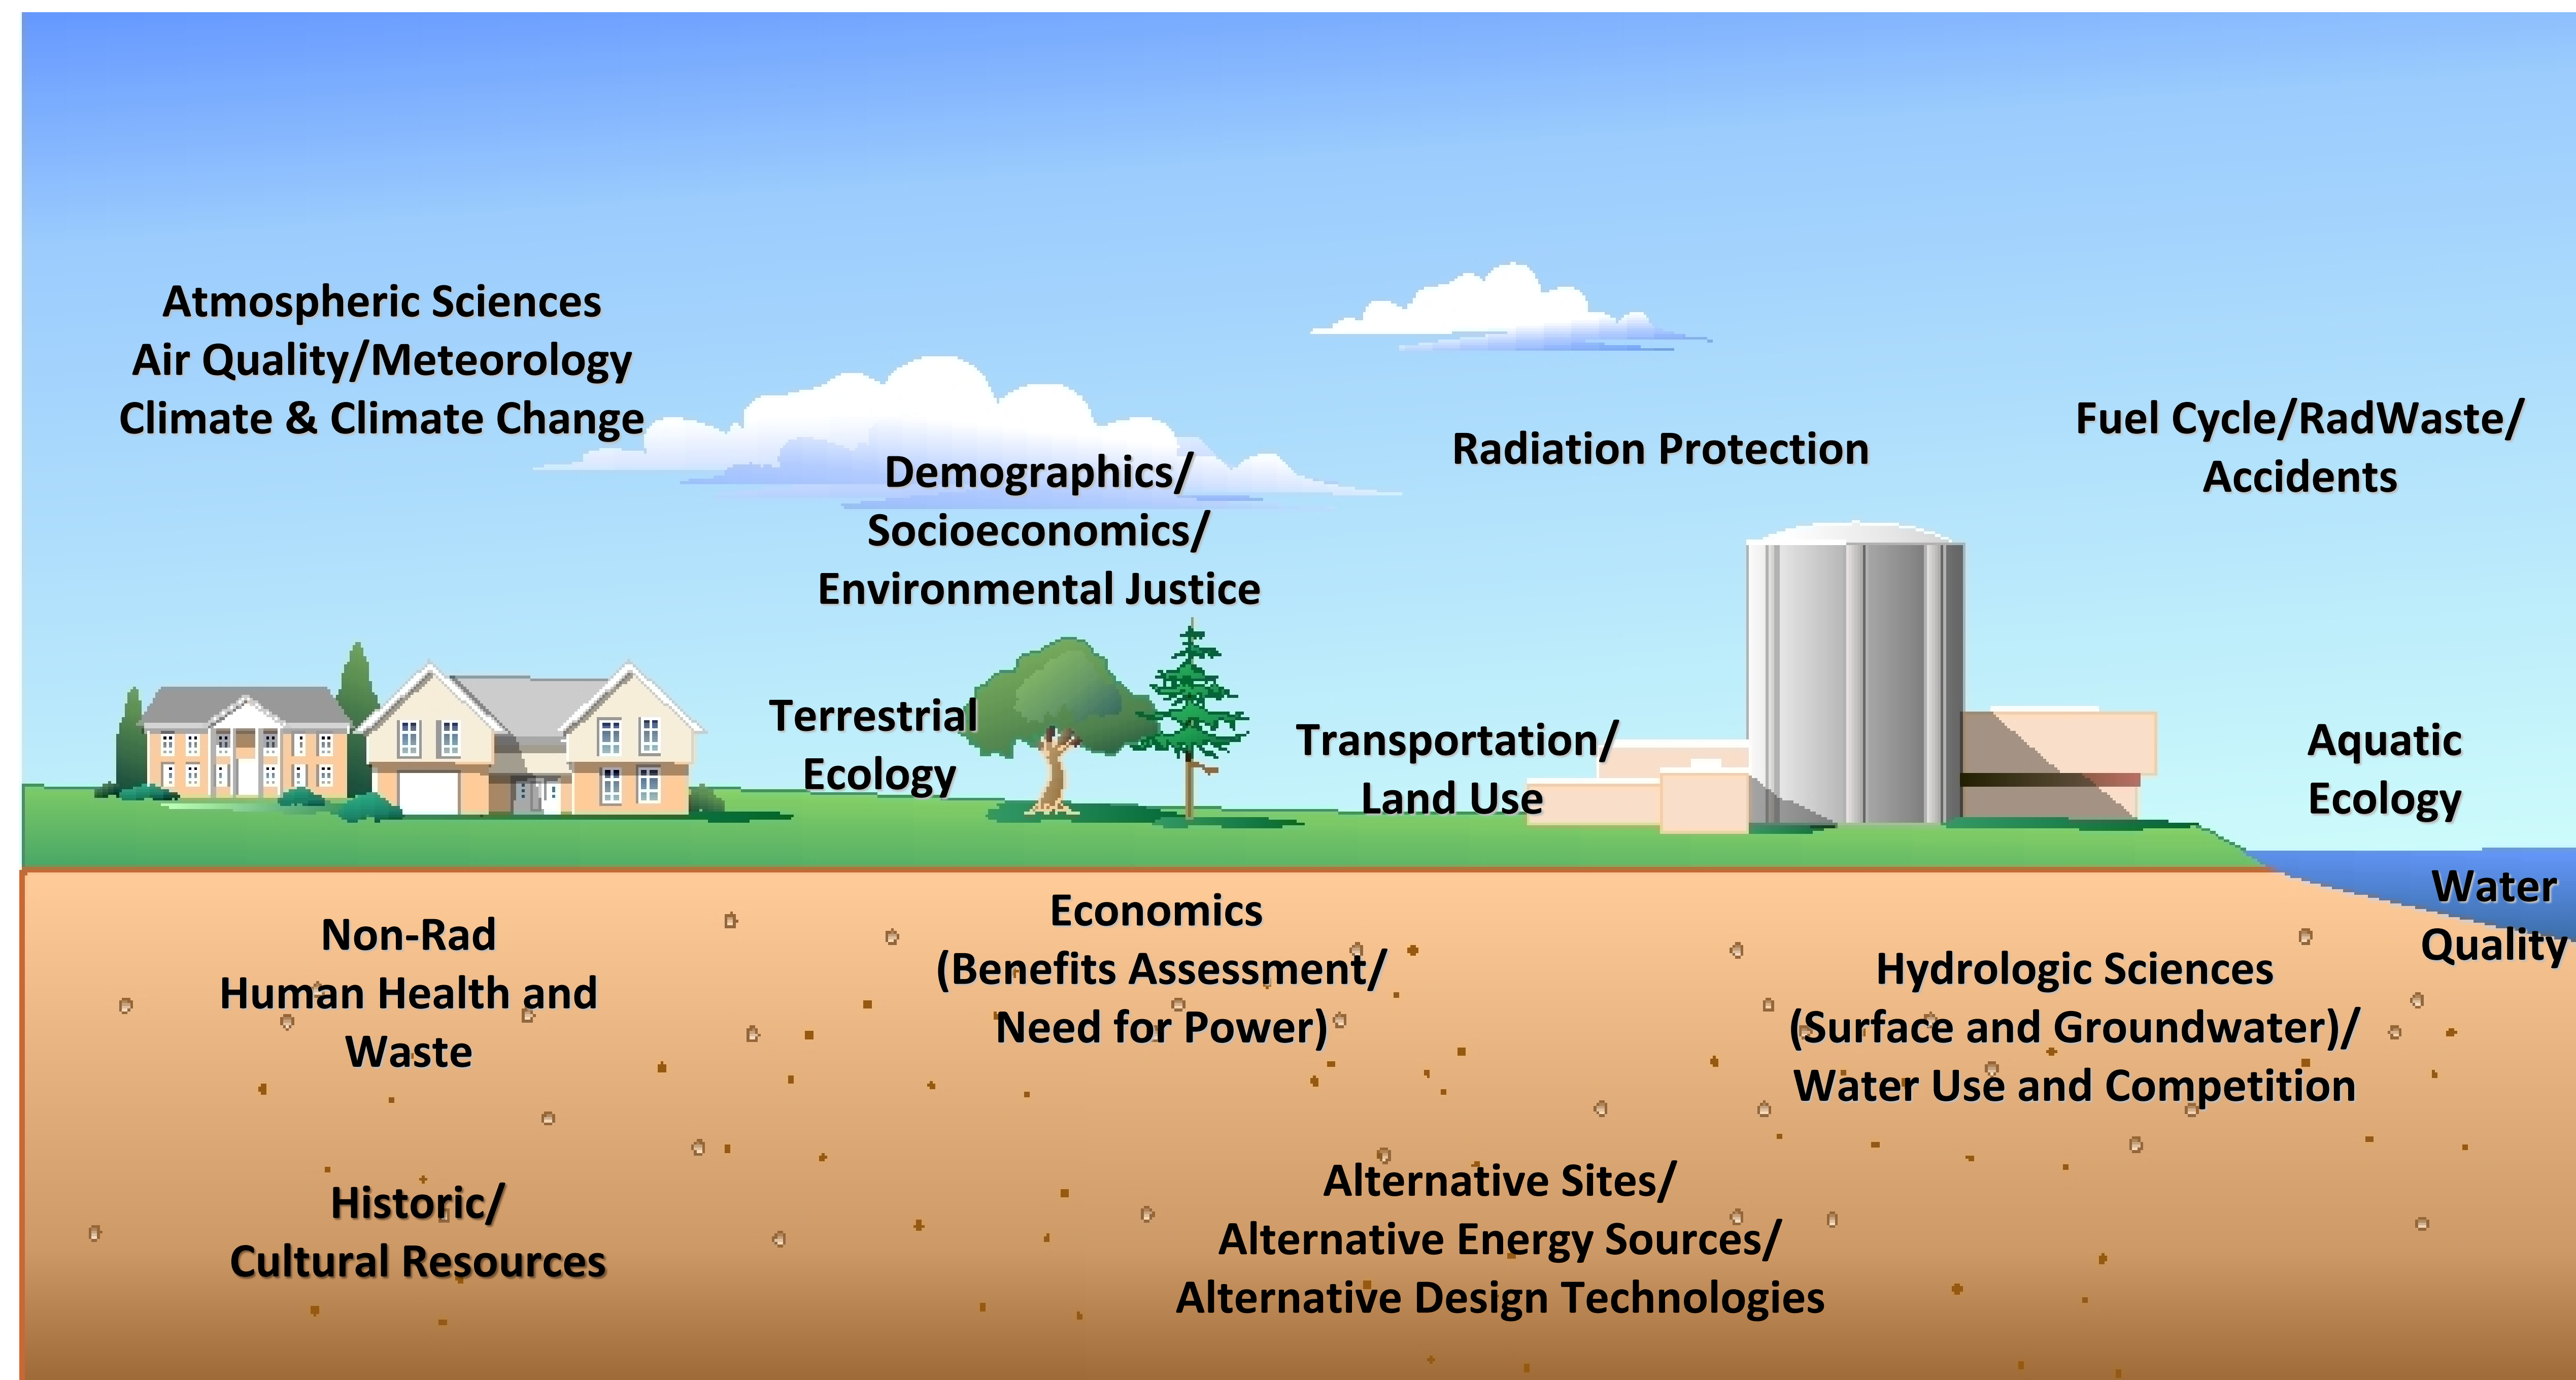 Atmospheric Sciences
Air Quality/Meteorology
Climate & Climate Change
Demographics/
Socioeconomics/
Environmental Justice
Radiation Protection
Fuel Cycle/RadWaste/
Accidents
Terrestrial
Ecology
Transportation/
Land Use
Aquatic
Ecology
Water
Quality
Non-Rad
Human Health and
Waste
Economics
(Benefits Assessment/
Need for Power)
Hydrologic Sciences
(Surface and Groundwater)/
Water Use and Competition
Historic/
Cultural Resources
Alternative Sites/
Alternative Energy Sources/
Alternative Design Technologies